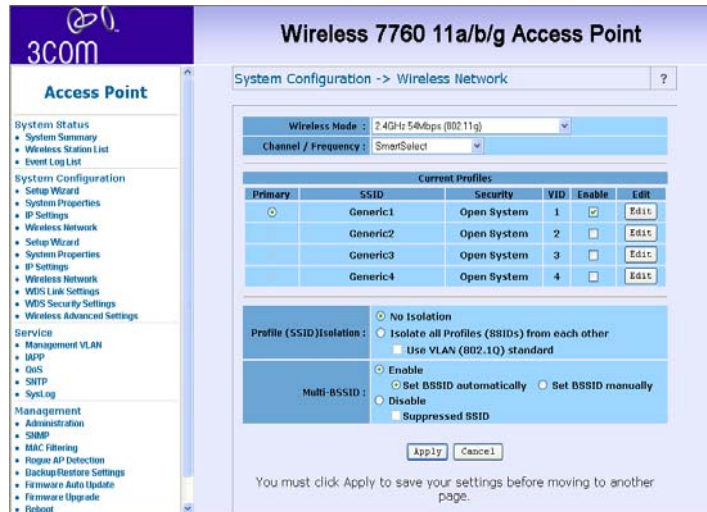 3COM
Wireless 7760 11a/b/g Access Point
Access Point
System Status
System Summary
Wireless Station List
Event Log List
System Configuration
Setup Wizard
System Properties
IP Settings
Wireless Network
Setup Wizard
System Properties
IP Settings
Wireless Network
WDS Link Settings
WDS Security Settings
Wireless Advanced Settings
Service
Management VLAN
IAPP
QoS
SNTP
SysLog
Management
Administration
SNMP
MAC Filtering
Rogue AP Detection
Backup/Restore Settings
Firmware Auto Update
Firmware Upgrade
Reboot
System Configuration -> Wireless Network ?
Wireless Mode : 2.4GHz 54Mbps (802.11g)
Channel / Frequency : SmartSelect
Current Profiles
Primary SSID Security VID Enable Edit
Generic1 Open System 1 Edit
Generic2 Open System 2 Edit
Generic3 Open System 3 Edit
Generic4 Open System 4 Edit
Profile (SSID)Isolation :
No Isolation
Isolate all Profiles (SSIDs) from each other
Use VLAN (802.1Q) standard
Multi-BSSID :
Enable
Set BSSID automatically Set BSSID manually
Disable
Suppressed SSID
Apply Cancel
You must click Apply to save your settings before moving to another
page.